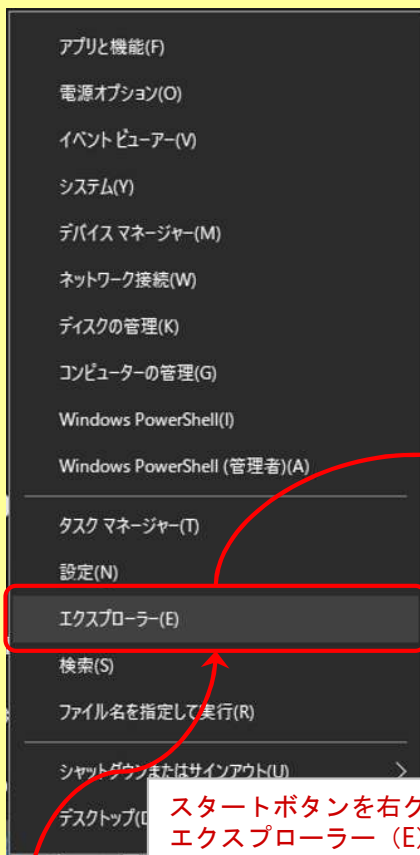 アプリと機能(F)
電源オプション(O)
イベント ビューアー(V)
システム(Y)
デバイス マネージャー(M)
ネットワーク接続(W)
ディスクの管理(K)
コンピューターの管理(G)
Windows PowerShell(I)
Windows PowerShell (管理者)(A)
タスク マネージャー(T)
設定(N)
エクスプローラー(E)
検索(S)
ファイル名を指定して実行(R)
シャットダウンまたはサインアウト(U)
デスクトップ(
スタートボタンを右ク
エクスプローラー（E）